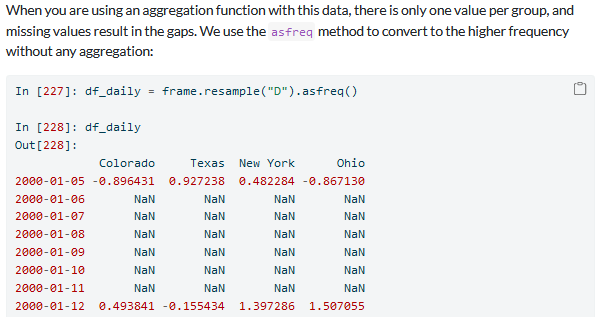 When you are using an aggregation function with this data, there is only one value per group, and
missing values result in the gaps. We use the asfreq method to convert to the higher frequency
without any aggregation:
In [227]: df_daily = frame.resample("D").asfreq()
In [228]: df_daily
Out[228]:
Colorado Texas New York Ohio
2000-01-05 -0.896431 0.927238 0.482284 -0.867130
2000-01-06 NaN NaN NaN NaN
2000-01-07 NaN NaN NaN NaN
2000-01-08 NaN NaN NaN NaN
2000-01-09 NaN NaN NaN NaN
2000-01-10 NaN NaN NaN NaN
2000-01-11 NaN NaN NaN NaN
2000-01-12 0.493841 -0.155434 1.397286 1.507055